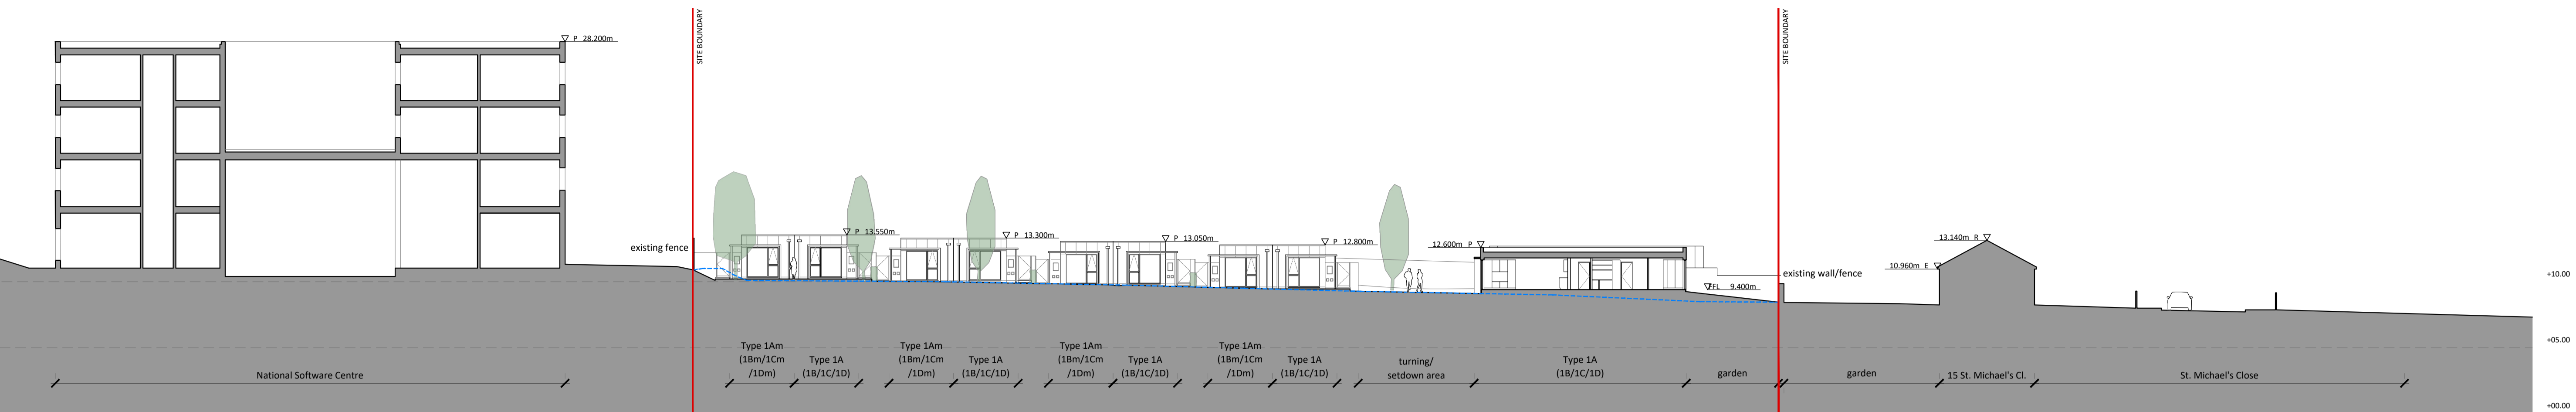 SITE BOUNDARY
SITE BOUNDARY
P 28.200m
existing fence
P 13.550m
P 13.300m
P 13.050m
P 12.800m
12.600m P
FFL 9.400m
existing wall/fence
13.140m R
10.960m E
+10.00
+05.00
+00.00
National Software Centre
Type 1Am
(1Bm/1Cm
/1Dm)
Type 1A
(1B/1C/1D)
Type 1Am
(1Bm/1Cm
/1Dm)
Type 1A
(1B/1C/1D)
Type 1Am
(1Bm/1Cm
/1Dm)
Type 1A
(1B/1C/1D)
Type 1Am
(1Bm/1Cm
/1Dm)
Type 1A
(1B/1C/1D)
turning/
setdown area
Type 1A
(1B/1C/1D)
garden
garden
15 St. Michael's Cl.
St. Michael's Close